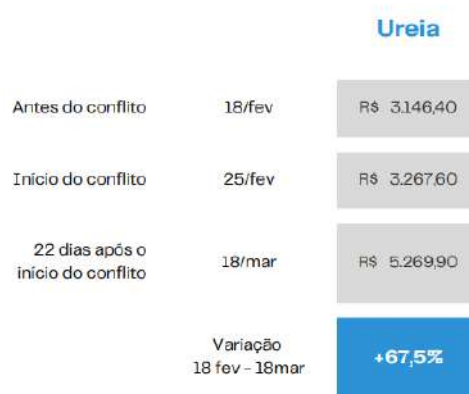 Ureia
Antes do conflito 18/fev R$ 3.146,40
Início do conflito 25/fev R$ 3.267,60
22 dias após o
início do conflito 18/mar R$ 5.269,90
Variação
18 fev - 18mar +67,5%